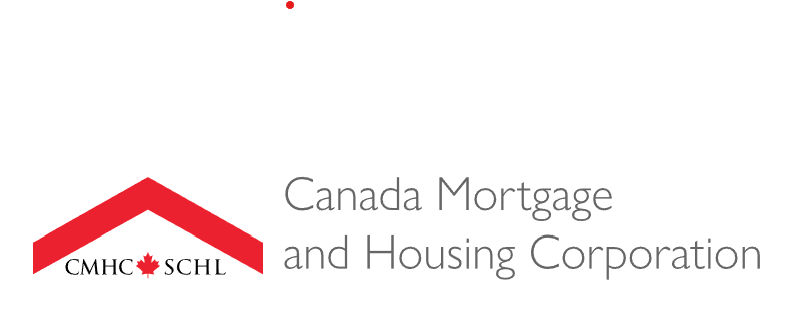 CMHC SCHL
Canada Mortgage
and Housing Corporation